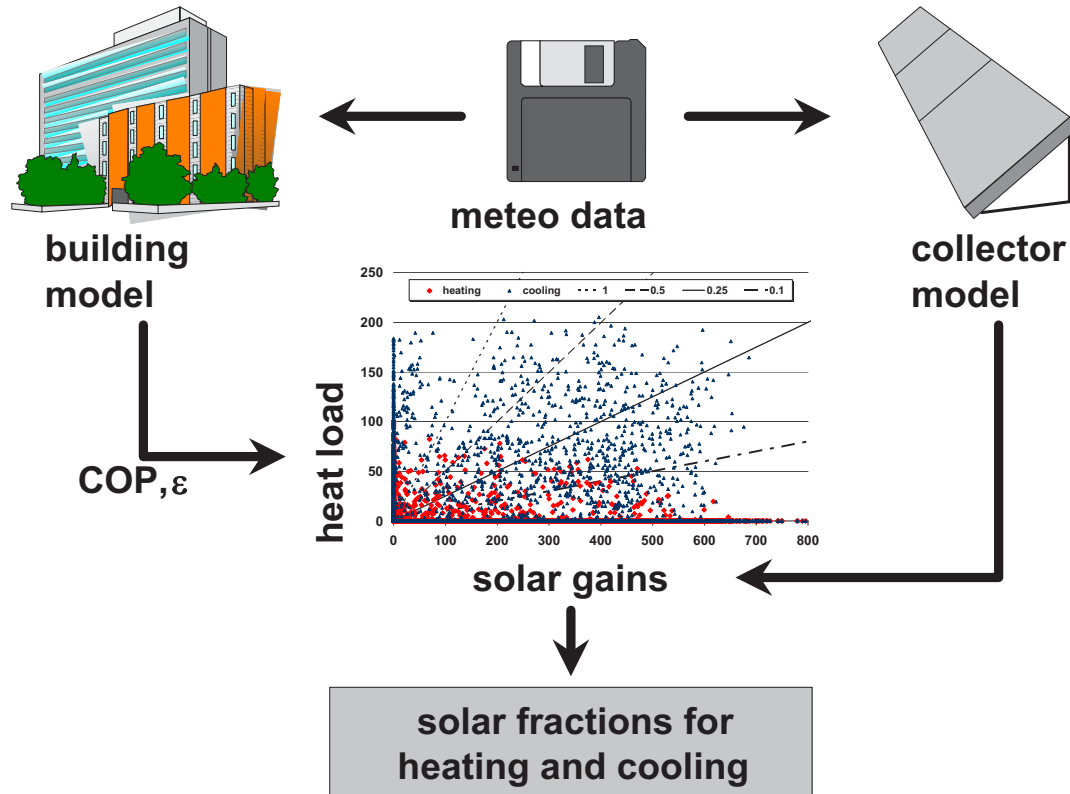 meteo data
building
model
collector
model
COP,ε
heat load
250
200
150
100
50
0
heating cooling 1 0.5 0.25 0.1
0 100 200 300 400 500 600 700 800
solar gains
solar fractions for
heating and cooling